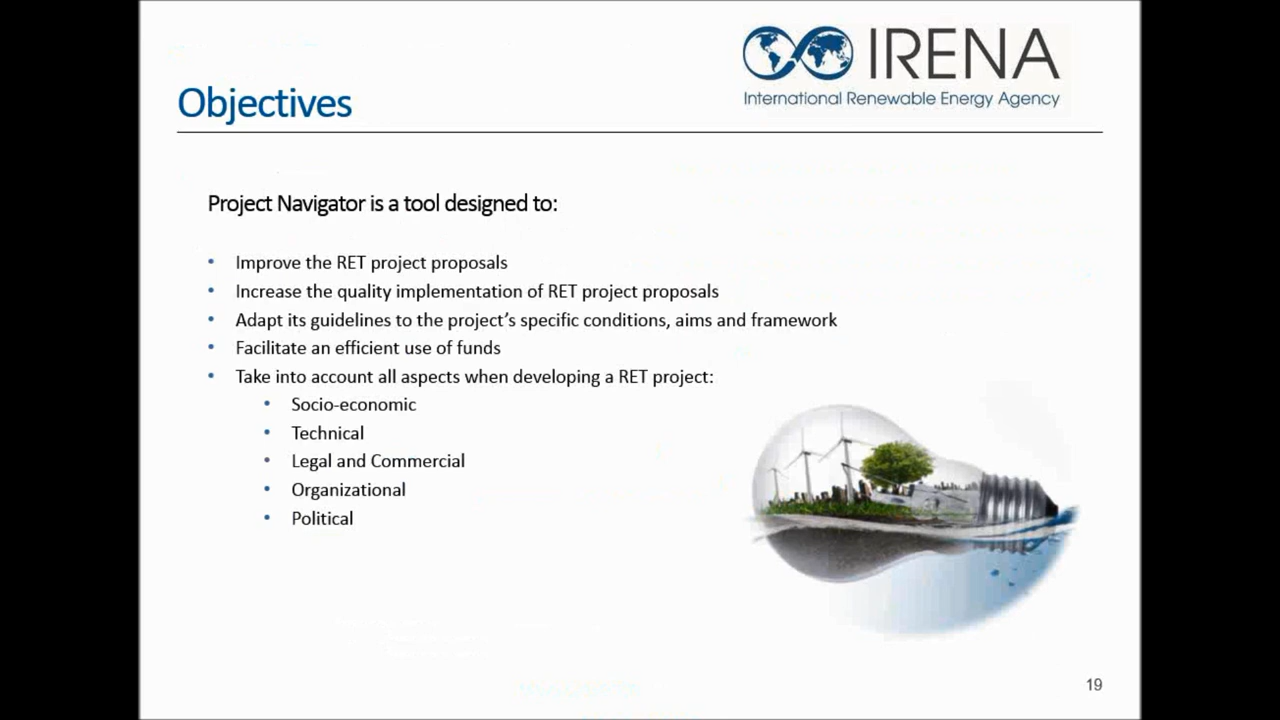 IRENA
International Renewable Energy Agency
Objectives
Project Navigator is a tool designed to:
• Improve the RET project proposals
• Increase the quality implementation of RET project proposals
• Adapt its guidelines to the project’s specific conditions, aims and framework
• Facilitate an efficient use of funds
• Take into account all aspects when developing a RET project:
• Socio-economic
• Technical
• Legal and Commercial
• Organizational
• Political
19